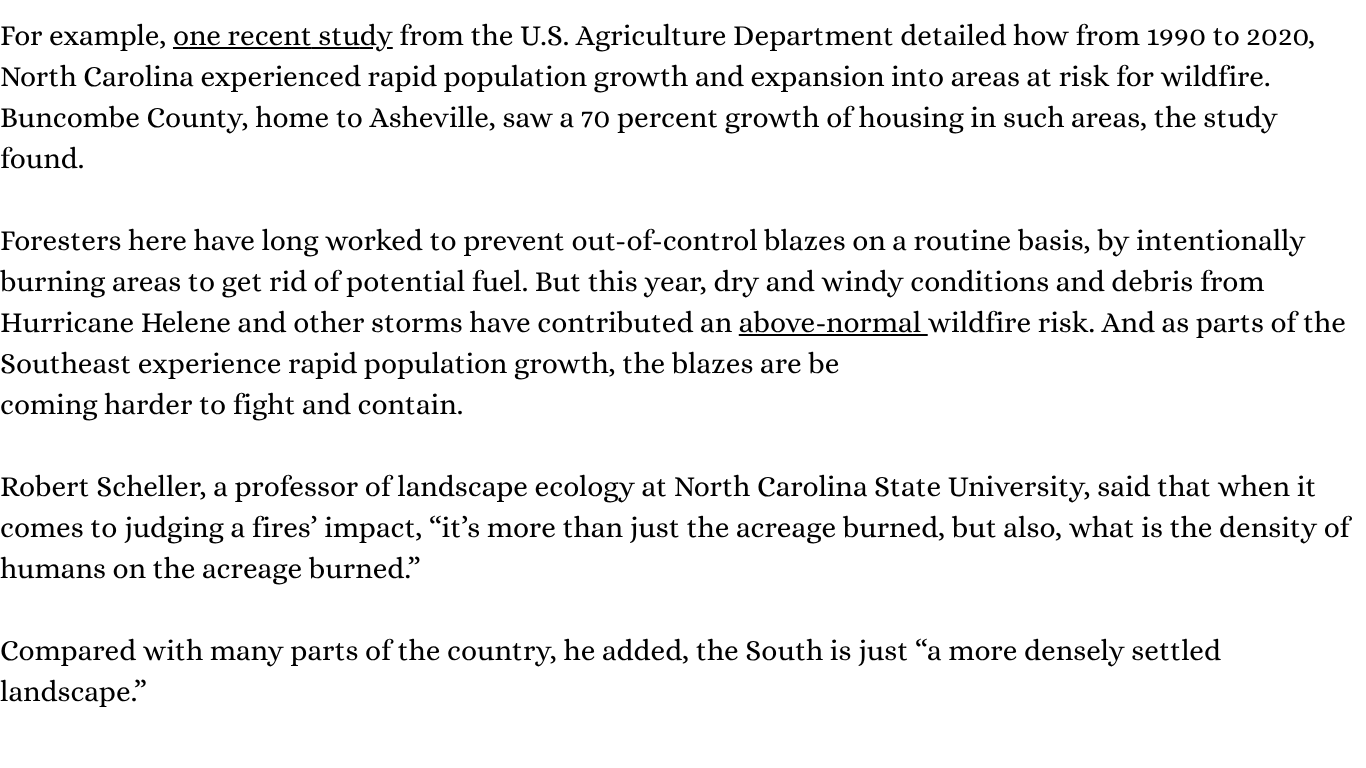 For example, one recent study from the U.S. Agriculture Department detailed how from 1990 to 2020,
North Carolina experienced rapid population growth and expansion into areas at risk for wildfire.
Buncombe County, home to Asheville, saw a 70 percent growth of housing in such areas, the study
found.
Foresters here have long worked to prevent out-of-control blazes on a routine basis, by intentionally
burning areas to get rid of potential fuel. But this year, dry and windy conditions and debris from
Hurricane Helene and other storms have contributed an above-normal wildfire risk. And as parts of the
Southeast experience rapid population growth, the blazes are be
coming harder to fight and contain.
Robert Scheller, a professor of landscape ecology at North Carolina State University, said that when it
comes to judging a fires’ impact, “it’s more than just the acreage burned, but also, what is the density of
humans on the acreage burned.”
Compared with many parts of the country, he added, the South is just “a more densely settled
landscape.”